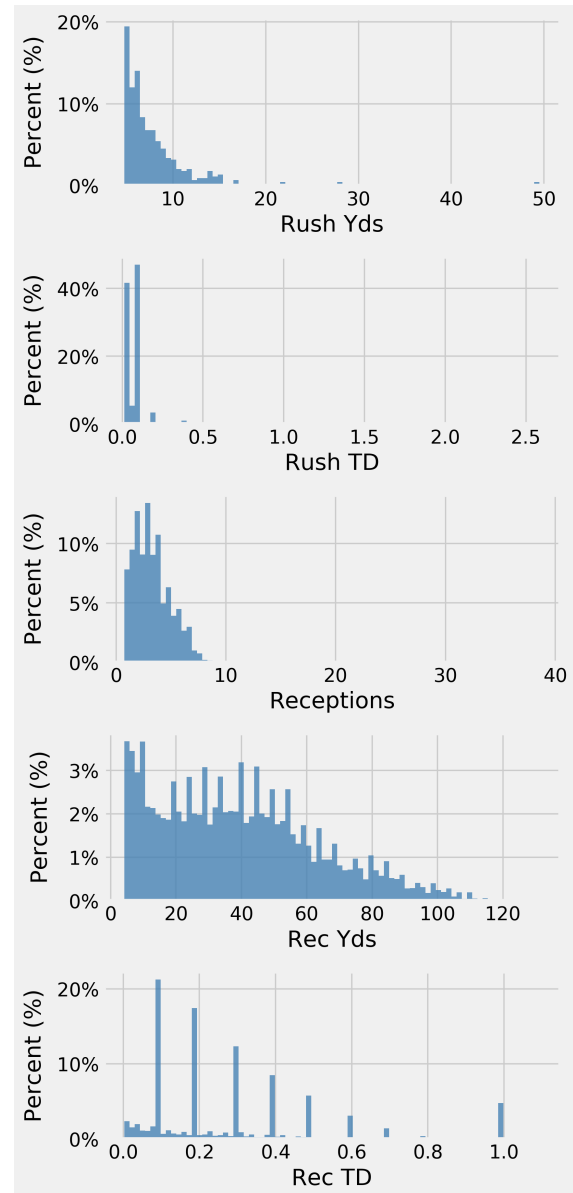 20%
10%
0%
Percent (%)
10 20 30 40 50
Rush Yds
40%
20%
0%
Percent (%)
0.0 0.5 1.0 1.5 2.0 2.5
Rush TD
10%
5%
0%
Percent (%)
0 10 20 30 40
Receptions
3%
2%
1%
0%
Percent (%)
0 20 40 60 80 100 120
Rec Yds
20%
10%
0%
Percent (%)
0.0 0.2 0.4 0.6 0.8 1.0
Rec TD